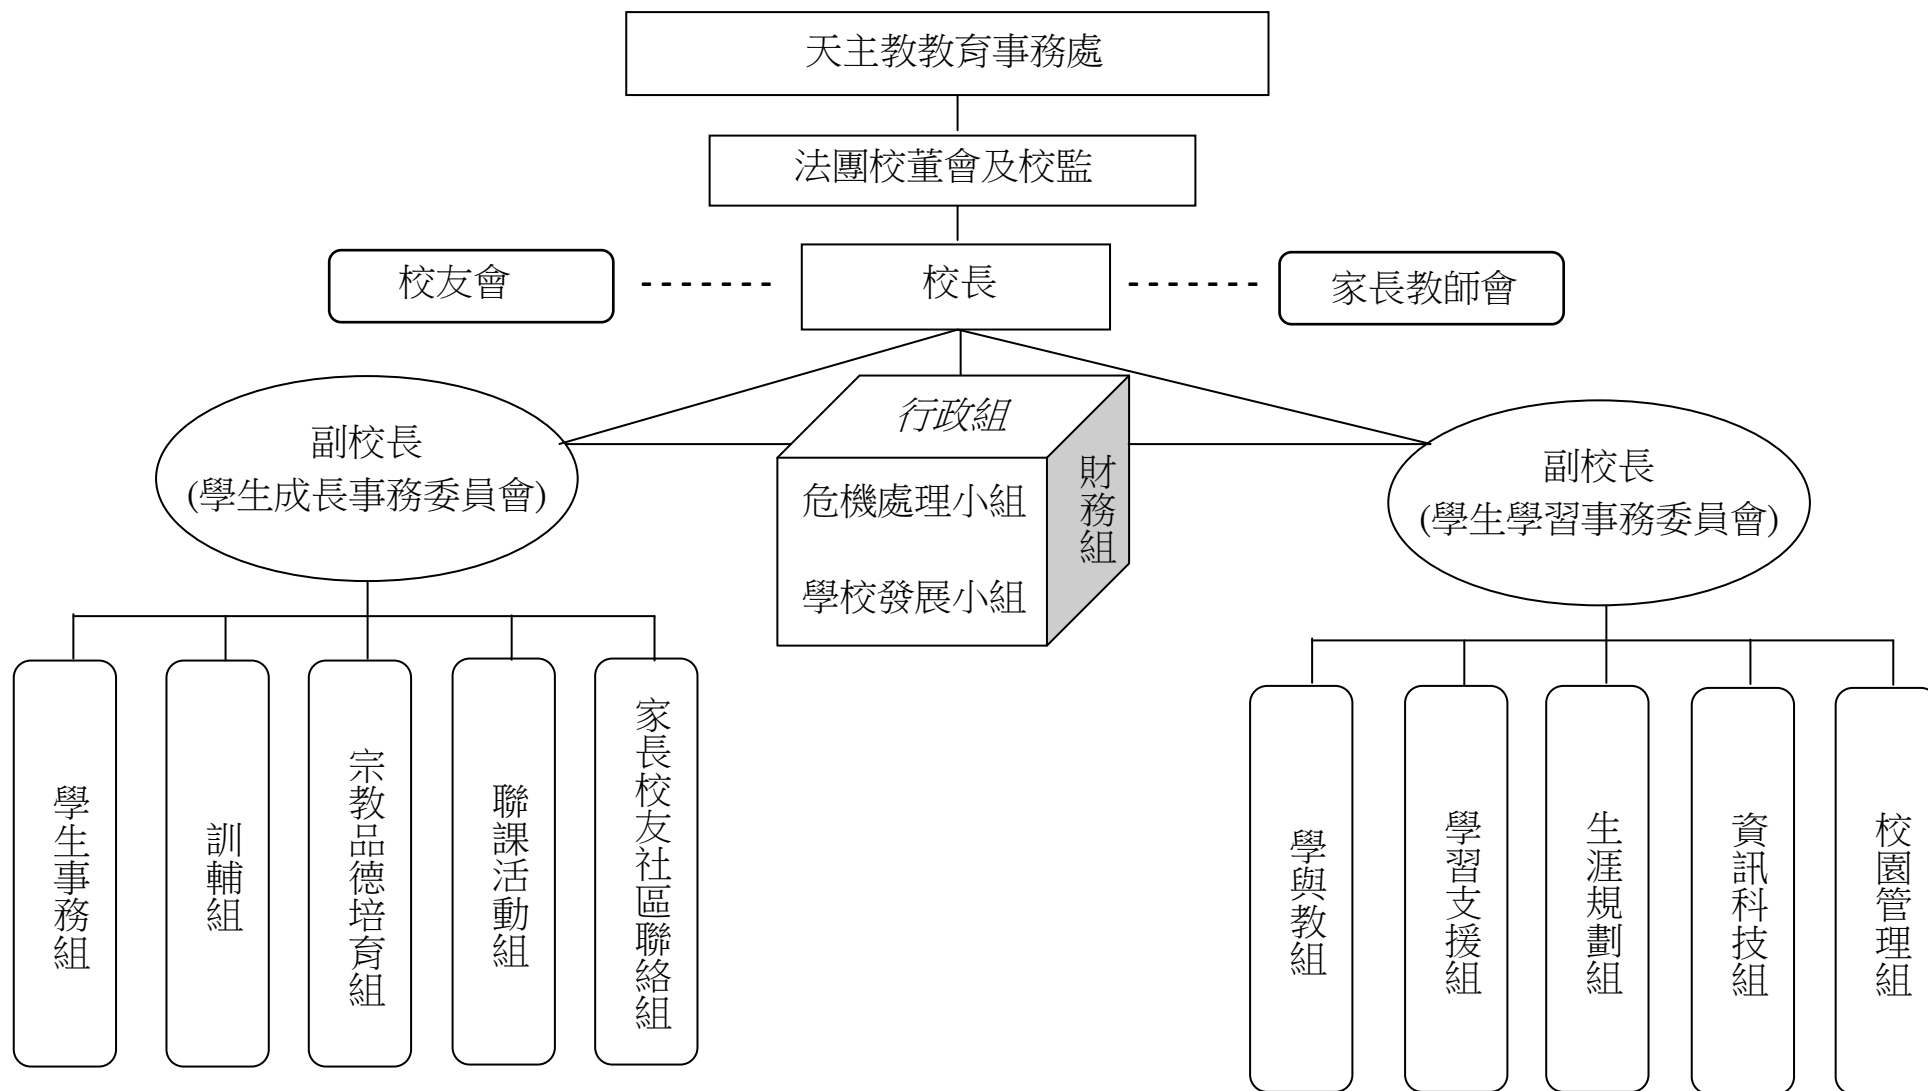 天主教教育事務處
法團校董會及校監
校友會
校長
家長教師會
行政組
財務組
危機處理小組
學校發展小組
副校長
(學生成長事務委員會)
副校長
(學生學習事務委員會)
學生事務組
訓輔組
宗教品德培育組
聯課活動組
家長校友社區聯絡組
學與教組
學習支援組
生涯規劃組
資訊科技組
校園管理組